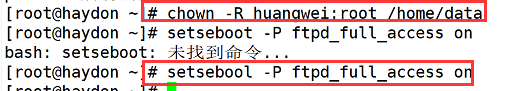 [root@haydon ~]# chown -R huangwei:root /home/data
[root@haydon ~]# setseboot -P ftpd_full_access on
bash: setseboot: 未找到命令...
[root@haydon ~]# setsebool -P ftpd_full_access on
[root@haydon ~]#